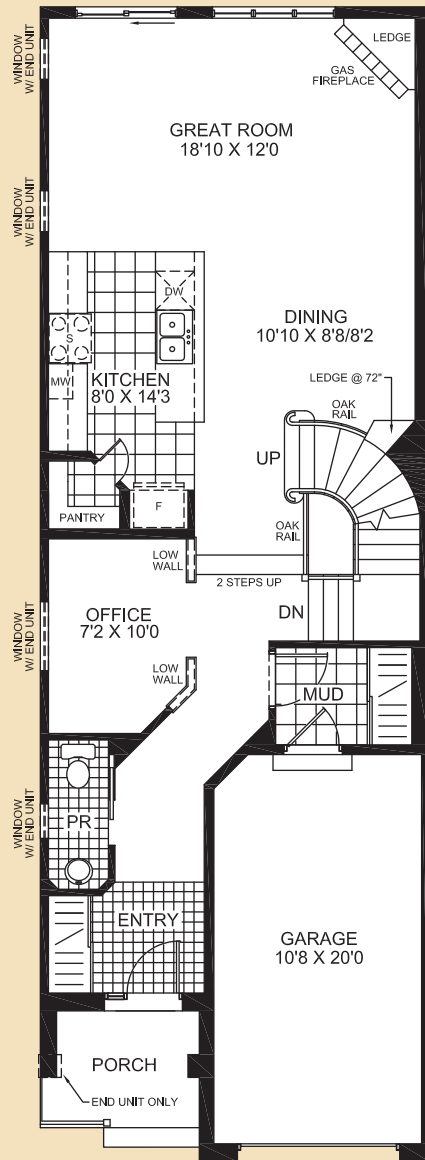 WINDOW
W/ END UNIT
LEDGE
GAS
FIREPLACE
GREAT ROOM
18'10 X 12'0
WINDOW
W/ END UNIT
DW
DINING
10'10 X 8'8/8'2
S
MW
KITCHEN
8'0 X 14'3
LEDGE @ 72"
OAK
RAIL
UP
PANTRY
F
OAK
RAIL
LOW
WALL
2 STEPS UP
DN
OFFICE
7'2 X 10'0
WINDOW
W/ END UNIT
LOW
WALL
MUD
WINDOW
W/ END UNIT
PR
ENTRY
GARAGE
10'8 X 20'0
PORCH
END UNIT ONLY